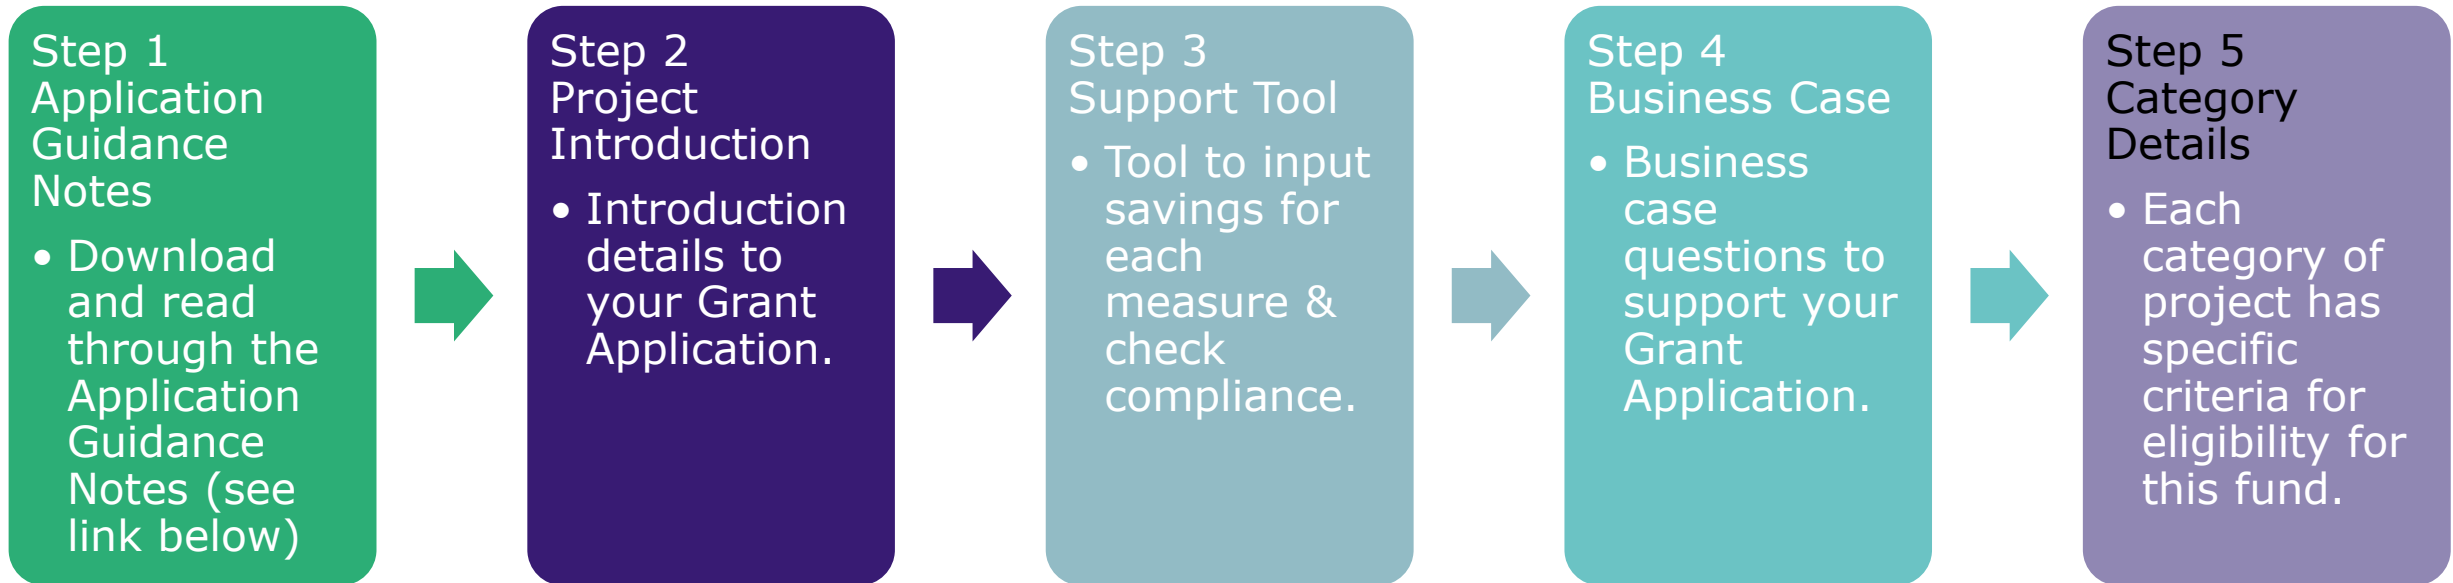 Step 1
Application
Guidance
Notes
• Download
and read
through the
Application
Guidance
Notes (see
link below)
Step 2
Project
Introduction
• Introduction
details to
your Grant
Application.
Step 3
Support Tool
• Tool to input
savings for
each
measure &
check
compliance.
Step 4
Business Case
• Business
case
questions to
support your
Grant
Application.
Step 5
Category
Details
• Each
category of
project has
specific
criteria for
eligibility for
this fund.